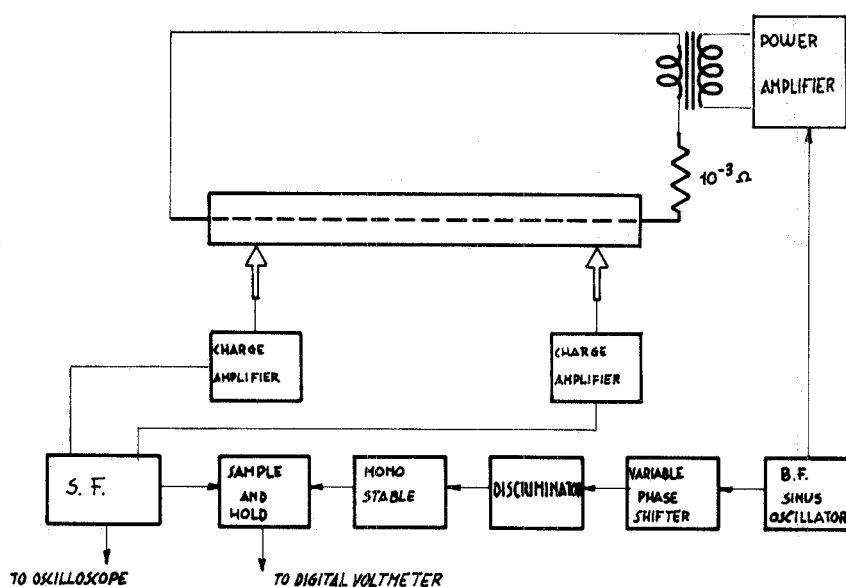 POWER
AMPLIFIER
10⁻³ Ω
CHARGE
AMPLIFIER
CHARGE
AMPLIFIER
S. F.
SAMPLE
AND
HOLD
MONO
STABLE
DISCRIMINATOR
VARIABLE
PHASE
SHIFTER
B.F.
SINUS
OSCILLATOR
TO OSCILLOSCOPE
TO DIGITAL VOLTMETER